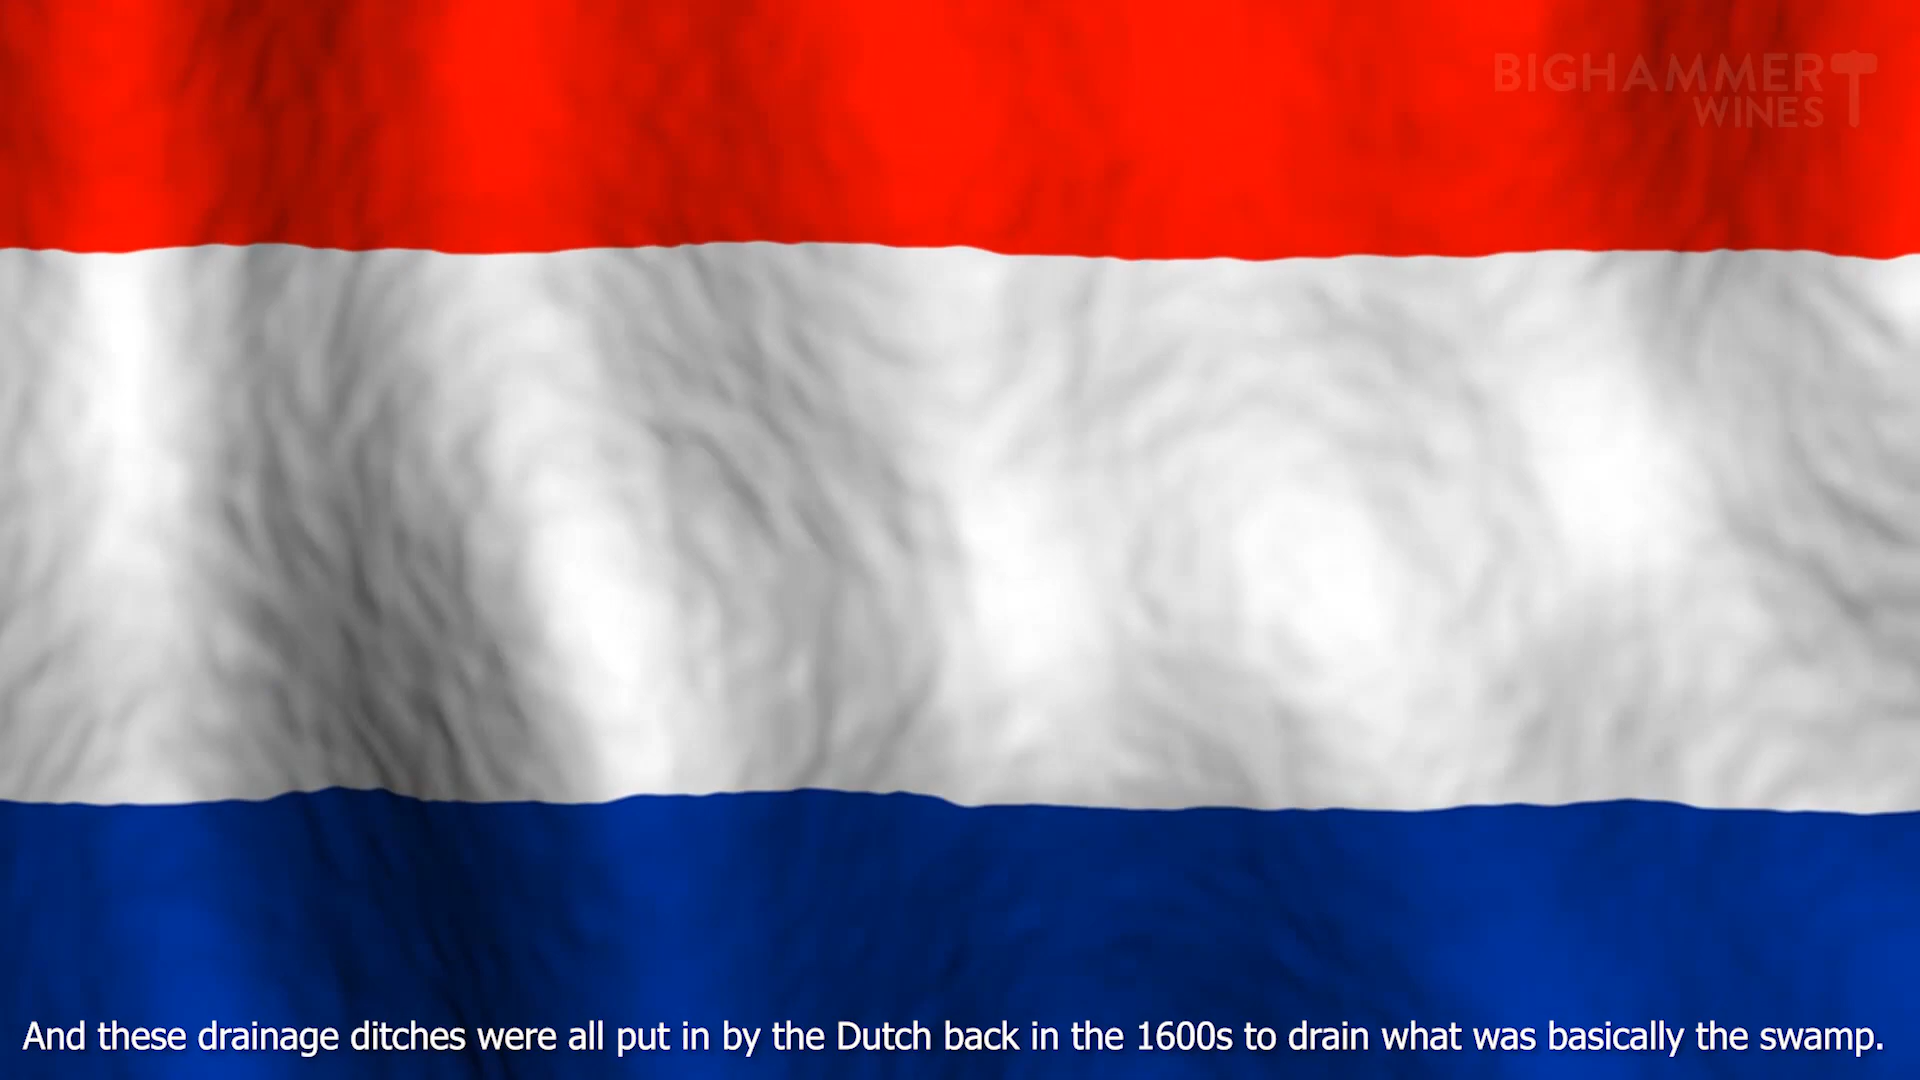 BIGHAMMER
WINES
And these drainage ditches were all put in by the Dutch back in the 1600s to drain what was basically the swamp.